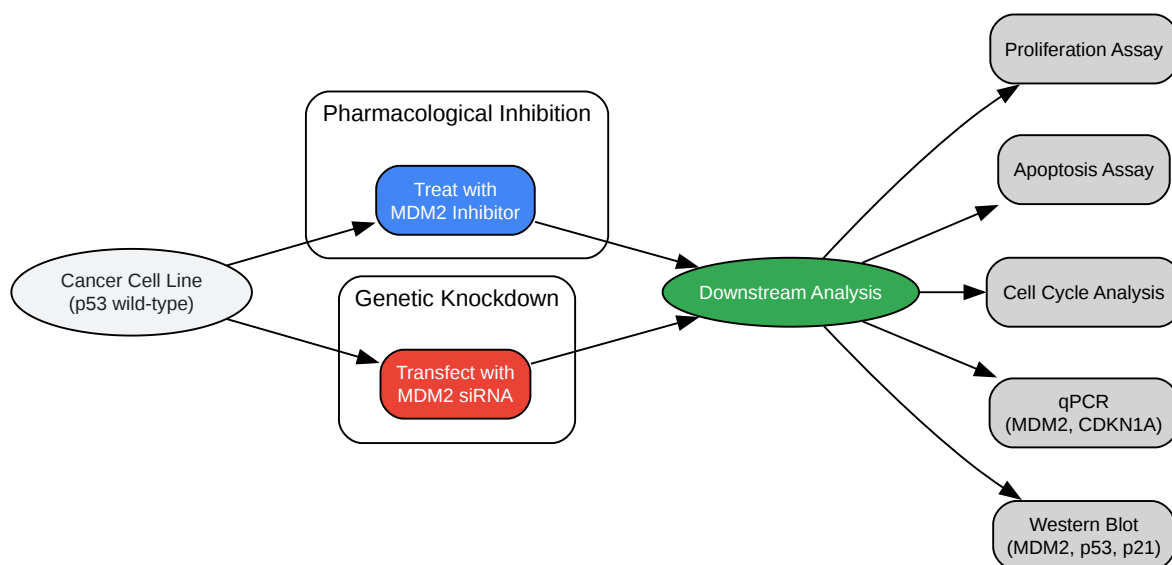 Cancer Cell Line
(p53 wild-type)
Pharmacological Inhibition
Treat with
MDM2 Inhibitor
Genetic Knockdown
Transfect with
MDM2 siRNA
Downstream Analysis
Proliferation Assay
Apoptosis Assay
Cell Cycle Analysis
qPCR
(MDM2, CDKN1A)
Western Blot
(MDM2, p53, p21)